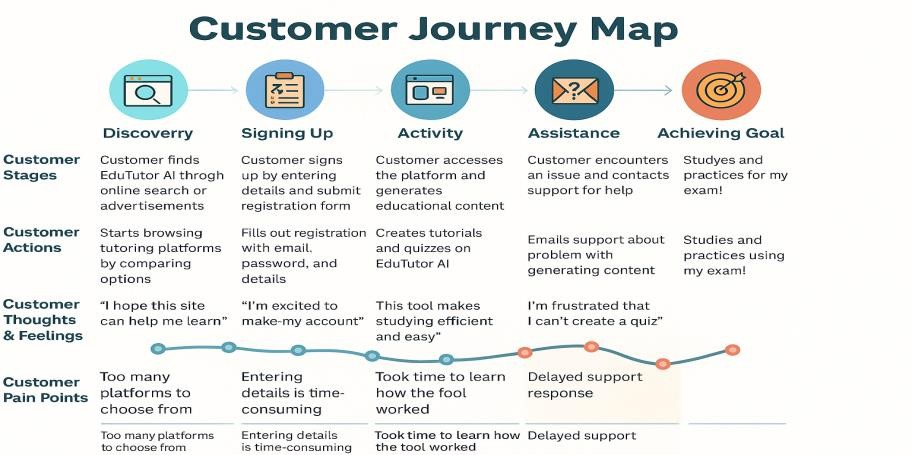 Customer Journey Map
Discoverry
Signing Up
Activity
Assistance
Achieving Goal
Customer
Stages
Customer finds
EduTutor AI throgh
online search or
advertisements
Customer signs
up by entering
details and submit
registration form
Customer accesses
the platform and
generates
educational content
Customer encounters
an issue and contacts
support for help
Studyes and
practices for my
exam!
Customer
Actions
Starts browsing
tutoring platforms
by comparing
options
Fills out registration
with email.
password, and
details
Creates tutorials
and quizzes on
EduTutor AI
Emails support about
problem with
generating content
Studies and
practices using
my exam!
Customer
Thoughts
& Feelings
“I hope this site
can help me learn”
“I’m excited to
make-my account”
This tool makes
studying efficient
and easy”
I’m frustrated that
I can’t create a quiz”
Customer
Pain Points
Too many
platforms to
choose from
Entering
details is time-
consuming
Took time to learn
how the fool
worked
Delayed support
response
Too many platforms
to choose from
Entering details
is time-consuming
Took time to learn how
the tool worked
Delayed support